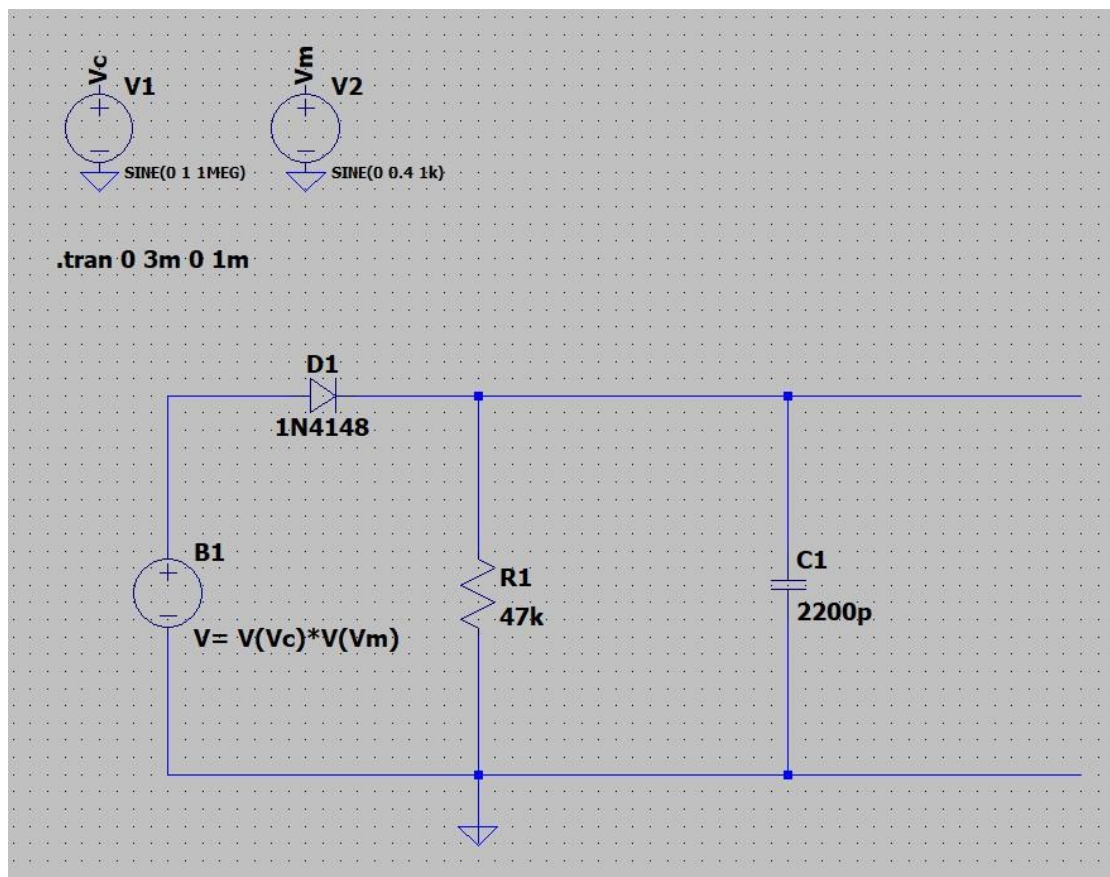 Vc
V1
SINE(0 1 1MEG)
Vm
V2
SINE(0 0.4 1k)
.tran 0 3m 0 1m
D1
1N4148
B1
V= V(Vc)*V(Vm)
R1
47k
C1
2200p